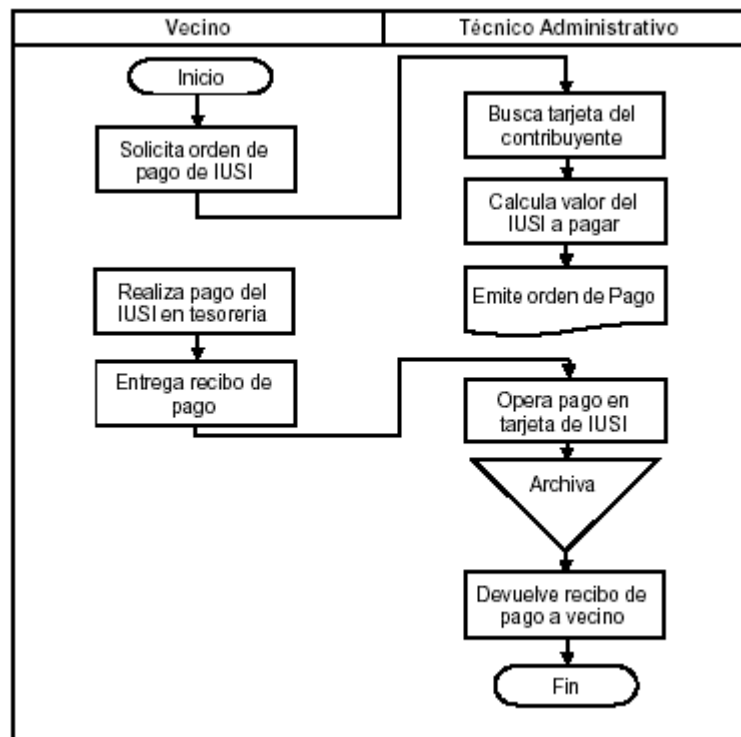 Vecino
Técnico Administrativo
Inicio
Solicita orden de
pago de IUSI
Busca tarjeta del
contribuyente
Calcula valor del
IUSI a pagar
Emite orden de Pago
Realiza pago del
IUSI en tesoreria
Entrega recibo de
pago
Opera pago en
tarjeta de IUSI
Archiva
Devuelve recibo de
pago a vecino
Fin